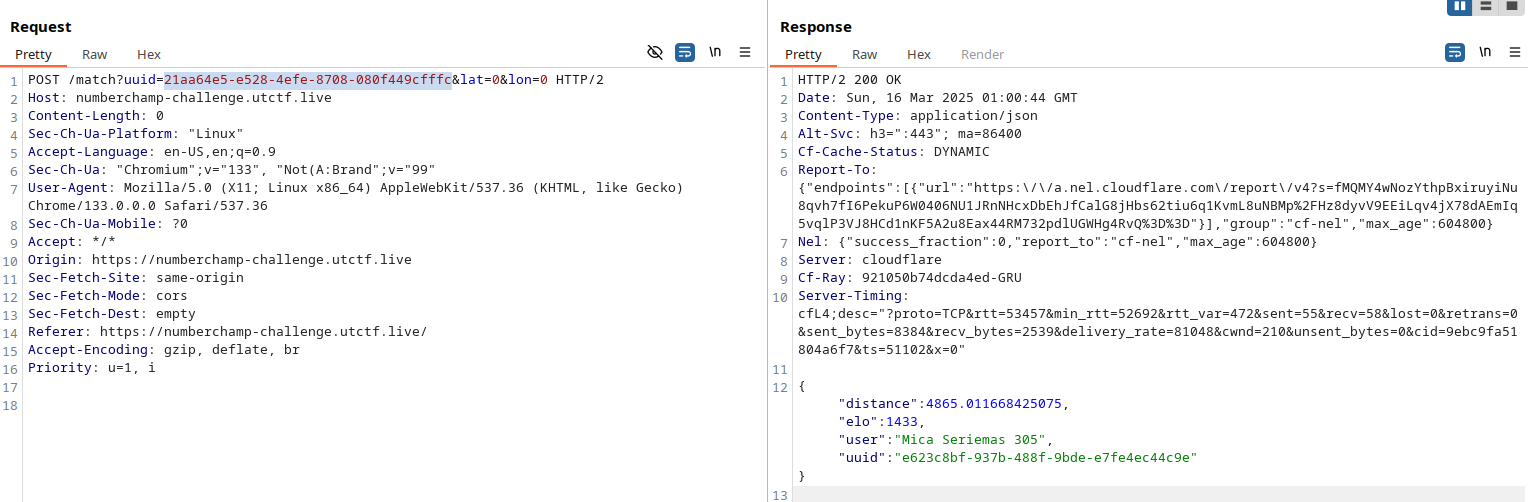 Request
Pretty Raw Hex \n
1 POST /match?uuid=21aa64e5-e528-4efe-8708-080f449cfffc&lat=0&lon=0 HTTP/2
2 Host: numberchamp-challenge.utctf.live
3 Content-Length: 0
4 Sec-Ch-Ua-Platform: "Linux"
5 Accept-Language: en-US,en;q=0.9
6 Sec-Ch-Ua: "Chromium";v="133", "Not(A:Brand";v="99"
7 User-Agent: Mozilla/5.0 (X11; Linux x86_64) AppleWebKit/537.36 (KHTML, like Gecko)
Chrome/133.0.0.0 Safari/537.36
8 Sec-Ch-Ua-Mobile: ?0
9 Accept: */*
10 Origin: https://numberchamp-challenge.utctf.live
11 Sec-Fetch-Site: same-origin
12 Sec-Fetch-Mode: cors
13 Sec-Fetch-Dest: empty
14 Referer: https://numberchamp-challenge.utctf.live/
15 Accept-Encoding: gzip, deflate, br
16 Priority: u=1, i
17
18
Response
Pretty Raw Hex Render \n
1 HTTP/2 200 OK
2 Date: Sun, 16 Mar 2025 01:00:44 GMT
3 Content-Type: application/json
4 Alt-Svc: h3=":443"; ma=86400
5 Cf-Cache-Status: DYNAMIC
6 Report-To:
{"endpoints":[{"url":"https:\/\/a.nel.cloudflare.com\/report\/v4?s=fMQMY4wNozYthpBxiruyiNu
8qvh7fI6PekuP6W0406NU1JRnNHcxDbEhJfCalG8jHbs62tiu6q1KvmL8uNBMp%2FHz8dyvV9EEiLqv4jX78dAEmIq
5vqlP3VJ8HCd1nKF5A2u8Eax44RM732pdlUGWHg4RvQ%3D%3D"}],"group":"cf-nel","max_age":604800}
7 Nel: {"success_fraction":0,"report_to":"cf-nel","max_age":604800}
8 Server: cloudflare
9 Cf-Ray: 921050b74dcda4ed-GRU
10 Server-Timing:
cfL4;desc="?proto=TCP&rtt=53457&min_rtt=52692&rtt_var=472&sent=55&recv=58&lost=0&retrans=0
&sent_bytes=8384&recv_bytes=2539&delivery_rate=81048&cwnd=210&unsent_bytes=0&cid=9ebc9fa51
804a6f7&ts=51102&x=0"
11
12 {
"distance":4865.011668425075,
"elo":1433,
"user":"Mica Seriemas 305",
"uuid":"e623c8bf-937b-488f-9bde-e7fe4ec44c9e"
}
13